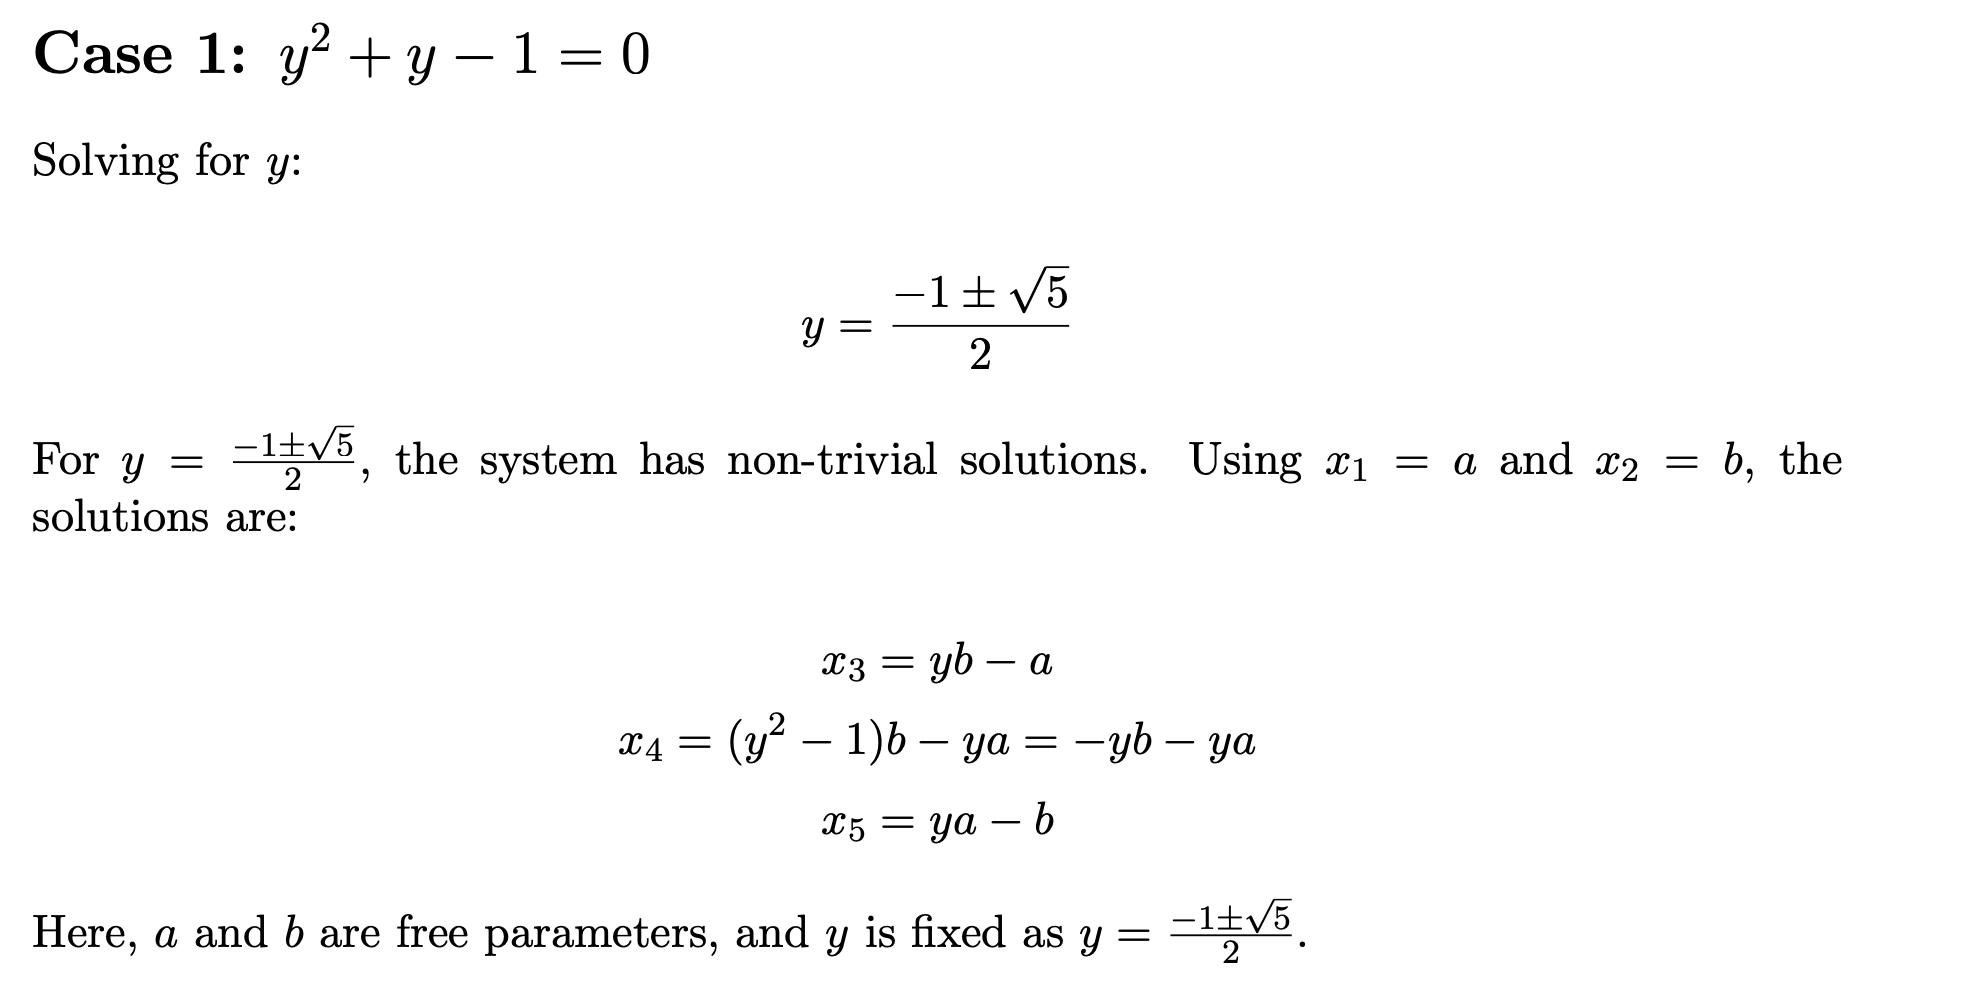 Case 1: $y^2 + y - 1 = 0$
Solving for $y$:
$$y = \frac{-1 \pm \sqrt{5}}{2}$$
For $y = \frac{-1 \pm \sqrt{5}}{2}$, the system has non-trivial solutions. Using $x_1 = a$ and $x_2 = b$, the
solutions are:
$$x_3 = yb - a$$
$$x_4 = (y^2 - 1)b - ya = -yb - ya$$
$$x_5 = ya - b$$
Here, $a$ and $b$ are free parameters, and $y$ is fixed as $y = \frac{-1 \pm \sqrt{5}}{2}$.